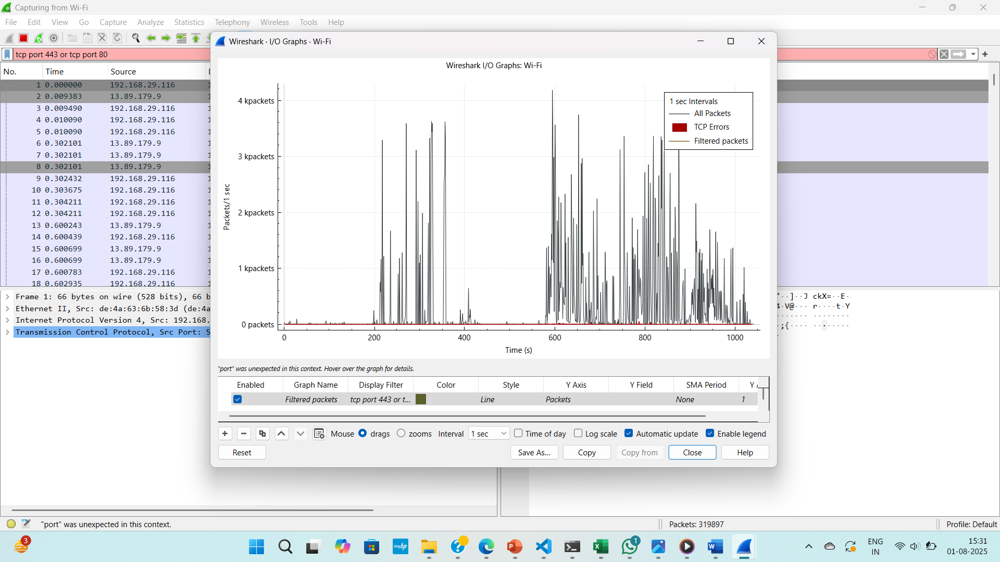 Capturing from Wi-Fi
File Edit View Go Capture Analyze Statistics Telephony Wireless Tools Help
tcp port 443 or tcp port 80
No. Time Source
1 0.000000 192.168.29.116
2 0.009383 13.89.179.9
3 0.009490 192.168.29.116
4 0.010090 192.168.29.116
5 0.010090 192.168.29.116
6 0.302101 13.89.179.9
7 0.302101 13.89.179.9
8 0.302101 13.89.179.9
9 0.302432 192.168.29.116
10 0.303675 192.168.29.116
11 0.304211 192.168.29.116
12 0.304211 192.168.29.116
13 0.600243 13.89.179.9
14 0.600439 192.168.29.116
15 0.600699 13.89.179.9
16 0.600699 13.89.179.9
17 0.600783 192.168.29.116
18 0.602935 192.168.29.116
Frame 1: 66 bytes on wire (528 bits), 66 b
Ethernet II, Src: de:4a:63:6b:58:3d (de:4a
Internet Protocol Version 4, Src: 192.168.
Transmission Control Protocol, Src Port: 5
Wireshark · I/O Graphs · Wi-Fi
Wireshark I/O Graphs: Wi-Fi
1 sec Intervals
All Packets
TCP Errors
Filtered packets
Packets/1 sec
4 kpackets
3 kpackets
2 kpackets
1 kpackets
0 packets
0 200 400 600 800 1000
Time (s)
"port" was unexpected in this context. Hover over the graph for details.
Enabled Graph Name Display Filter Color Style Y Axis Y Field SMA Period
Filtered packets tcp port 443 or t... Line Packets None 1
Mouse drags zooms Interval 1 sec Time of day Log scale Automatic update Enable legend
Reset Save As... Copy Copy from Close Help
"··]··J ckX=··E·
4·V@··· r····t·Y
·;{···· ··
"port" was unexpected in this context.
Packets: 319897
Profile: Default
3
myhp
1
ENG
IN
15:31
01-08-2025